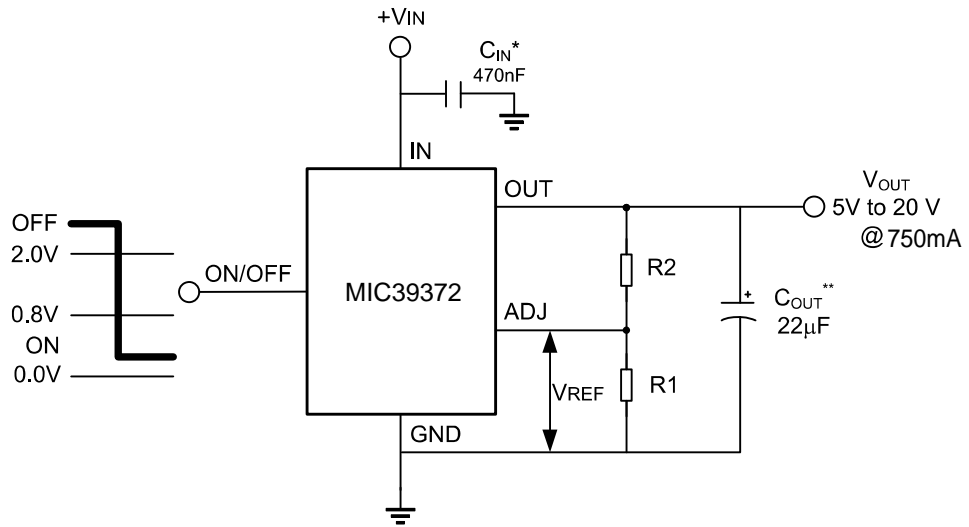 +VIN
CIN*
470nF
IN
OUT
VOUT
5V to 20 V
@ 750mA
OFF
2.0V
0.8V
ON
0.0V
ON/OFF
MIC39372
R2
ADJ
COUT**
+
22µF
VREF
R1
GND